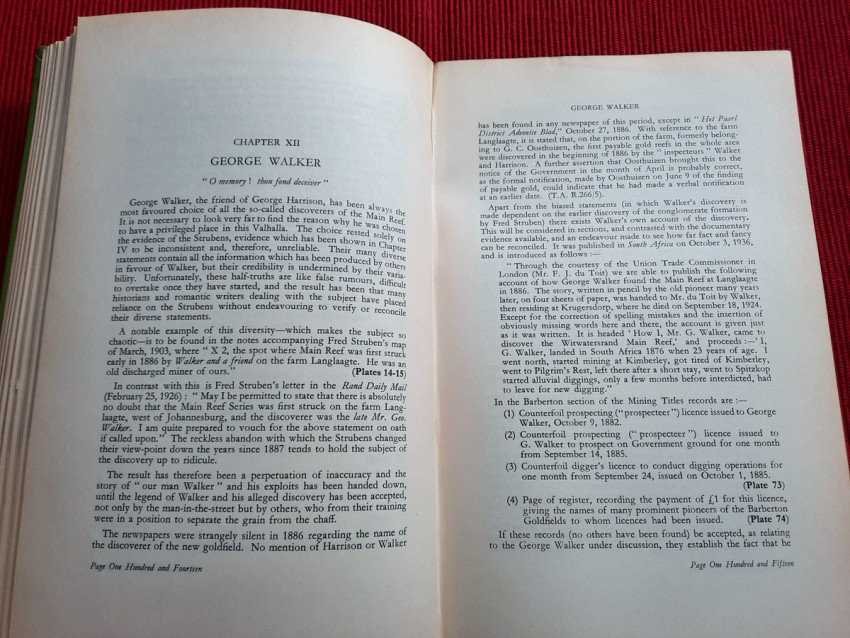 CHAPTER XII
GEORGE WALKER
" O memory ! thou fond deceiver "
George Walker, the friend of George Harrison, has been always the
most favoured choice of all the so-called discoverers of the Main Reef.
It is not necessary to look very far to find the reason why he was chosen
to have a privileged place in this Valhalla. The choice rested solely on
the evidence of the Strubens, evidence which has been shown in Chapter
IV to be inconsistent and, therefore, unreliable. Their many diverse
statements contain all the information which has been produced by others
in favour of Walker, but their credibility is undermined by their varia-
bility. Unfortunately, these half-truths are like false rumours, difficult
to overtake once they have started, and the result has been that many
historians and romantic writers dealing with the subject have placed
reliance on the Strubens without endeavouring to verify or reconcile
their diverse statements.
A notable example of this diversity—which makes the subject so
chaotic—is to be found in the notes accompanying Fred Struben's map
of March, 1903, where " X 2, the spot where Main Reef was first struck
early in 1886 by Walker and a friend on the farm Langlaagte. He was an
old discharged miner of ours." (Plates 14-15)
In contrast with this is Fred Struben's letter in the Rand Daily Mail
(February 25, 1926) : " May I be permitted to state that there is absolutely
no doubt that the Main Reef Series was first struck on the farm Lang-
laagte, west of Johannesburg, and the discoverer was the late Mr. Geo.
Walker. I am quite prepared to vouch for the above statement on oath
if called upon." The reckless abandon with which the Strubens changed
their view-point down the years since 1887 tends to hold the subject of
the discovery up to ridicule.
The result has therefore been a perpetuation of inaccuracy and the
story of " our man Walker " and his exploits has been handed down,
until the legend of Walker and his alleged discovery has been accepted,
not only by the man-in-the-street but by others, who from their training
were in a position to separate the grain from the chaff.
The newspapers were strangely silent in 1886 regarding the name of
the discoverer of the new goldfield. No mention of Harrison or Walker
Page One Hundred and Fourteen
GEORGE WALKER
has been found in any newspaper of this period, except in " Het Paarl
District Adventie Blad," October 27, 1886. With reference to the farm
Langlaagte, it is stated that, on the portion of the farm, formerly belong-
ing to G. C. Oosthuizen, the first payable gold reefs in the whole area
were discovered in the beginning of 1886 by the " inspecteurs " Walker
and Harrison. A further assertion that Oosthuizen brought this to the
notice of the Government in the month of April is probably correct,
as the formal notification, made by Oosthuizen on June 9 of the finding
of payable gold, could indicate that he had made a verbal notification
at an earlier date. (T.A. R.266/5).
Apart from the biased statements (in which Walker's discovery is
made dependent on the earlier discovery of the conglomerate formation
by Fred Struben) there exists Walker's own account of the discovery.
This will be considered in sections, and contrasted with the documentary
evidence available, and an endeavour made to see how far fact and fancy
can be reconciled. It was published in South Africa on October 3, 1936,
and is introduced as follows :—
" Through the courtesy of the Union Trade Commissioner in
London (Mr. F. J. du Toit) we are able to publish the following
account of how George Walker found the Main Reef at Langlaagte
in 1886. The story, written in pencil by the old pioneer many years
later, on four sheets of paper, was handed to Mr. du Toit by Walker,
then residing at Krugersdorp, where he died on September 18, 1924.
Except for the correction of spelling mistakes and the insertion of
obviously missing words here and there, the account is given just
as it was written. It is headed ' How I, Mr. G. Walker, came to
discover the Witwatersrand Main Reef,' and proceeds :—' I,
G. Walker, landed in South Africa 1876 when 23 years of age. I
went north, started mining at Kimberley, got tired of Kimberley,
went to Pilgrim's Rest, left there after a short stay, went to Spitzkop
started alluvial diggings, only a few months before interdicted, had
to leave for new digging."
In the Barberton section of the Mining Titles records are :—
(1) Counterfoil prospecting (" prospecteer ") licence issued to George
Walker, October 9, 1882.
(2) Counterfoil prospecting (" prospecteer ") licence issued to
G. Walker to prospect on Government ground for one month
from September 14, 1885.
(3) Counterfoil digger's licence to conduct digging operations for
one month from September 24, issued on October 1, 1885.
(Plate 73)
(4) Page of register, recording the payment of £1 for this licence,
giving the names of many prominent pioneers of the Barberton
Goldfields to whom licences had been issued. (Plate 74)
If these records (no others have been found) be accepted, as relating
to the George Walker under discussion, they establish the fact that he
Page One Hundred and Fifteen